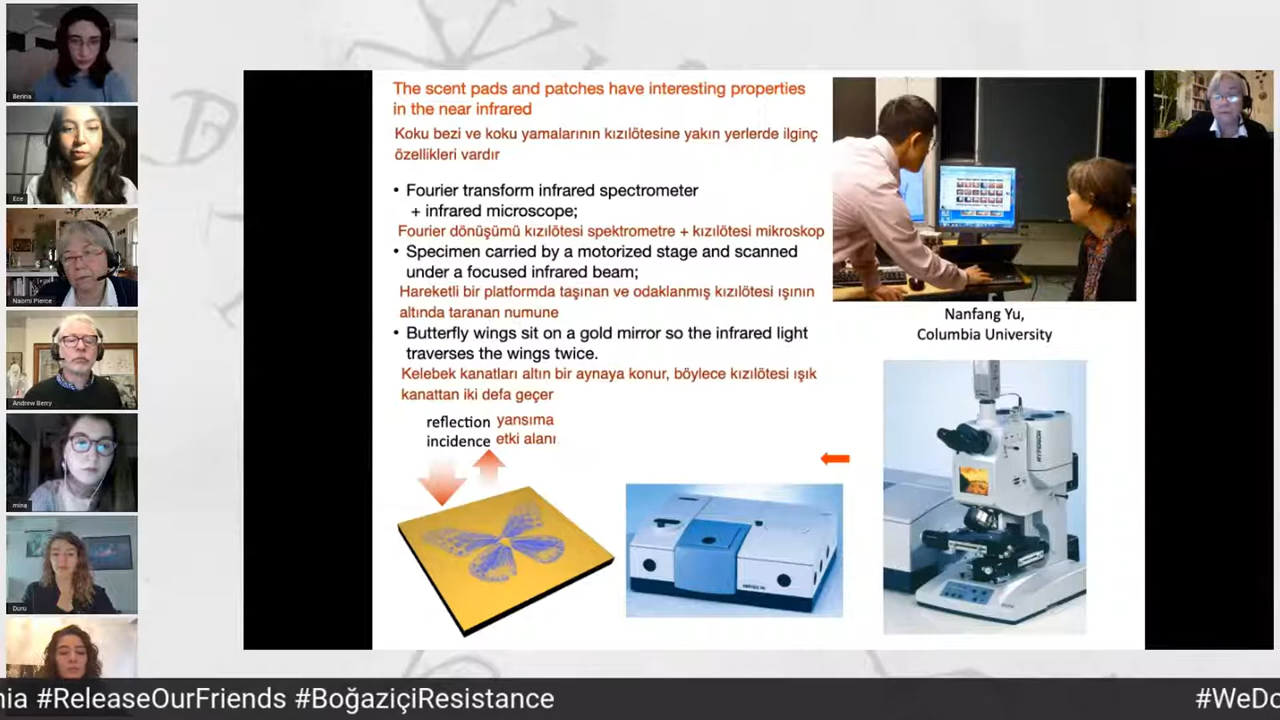 Berina
Ece
Naomi Pierce
Andrew Berry
mina
Duru
The scent pads and patches have interesting properties
in the near infrared
Koku bezi ve koku yamalarının kızılötesine yakın yerlerde ilginç
özellikleri vardır
• Fourier transform infrared spectrometer
+ infrared microscope;
Fourier dönüşümü kızılötesi spektrometre + kızılötesi mikroskop
• Specimen carried by a motorized stage and scanned
under a focused infrared beam;
Hareketli bir platformda taşınan ve odaklanmış kızılötesi ışının
altında taranan numune
• Butterfly wings sit on a gold mirror so the infrared light
traverses the wings twice.
Kelebek kanatları altın bir aynaya konur, böylece kızılötesi ışık
kanattan iki defa geçer
reflection yansıma
incidence etki alanı
Nanfang Yu,
Columbia University
HYPERION
nia #ReleaseOurFriends #BoğaziçiResistance
#WeDo